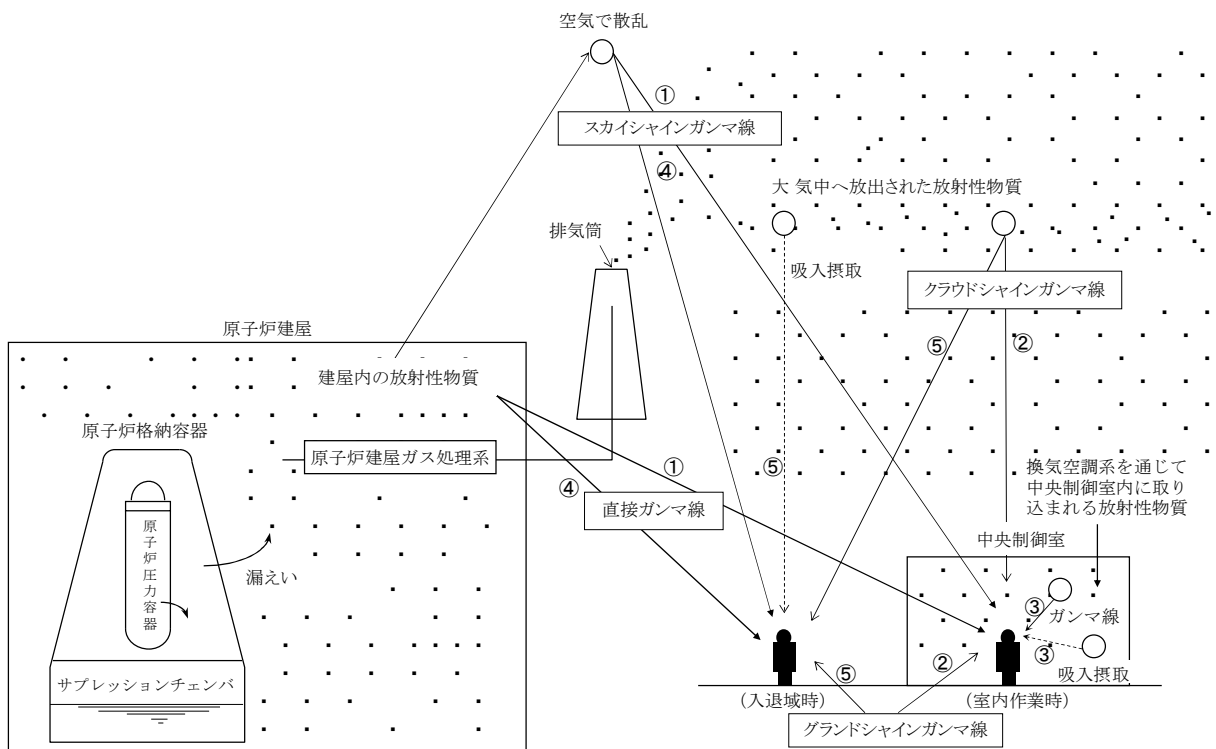 空気で散乱
①
スカイシャインガンマ線
④
大 気中へ放出された放射性物質
排気筒
吸入摂取
クラウドシャインガンマ線
原子炉建屋
⑤
②
建屋内の放射性物質
原子炉格納容器
原子炉建屋ガス処理系
⑤
①
④
換気空調系を通じて
中央制御室内に取り
込まれる放射性物質
直接ガンマ線
原子炉圧力容器
中央制御室
漏えい
③
ガンマ線
②
③
吸入摂取
⑤
サプレッションチェンバ
(入退域時)
(室内作業時)
グランドシャインガンマ線